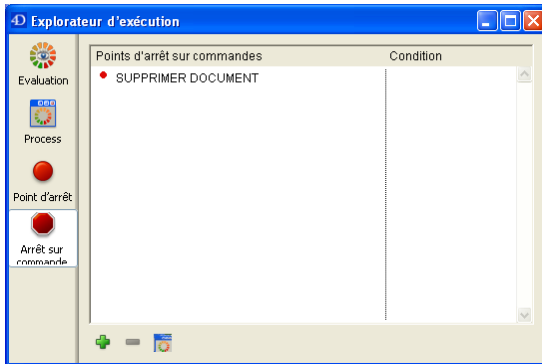 Explorateur d'exécution
Evaluation
Process
Point d'arrêt
Arrêt sur
commande
Points d'arrêt sur commandes Condition
SUPPRIMER DOCUMENT